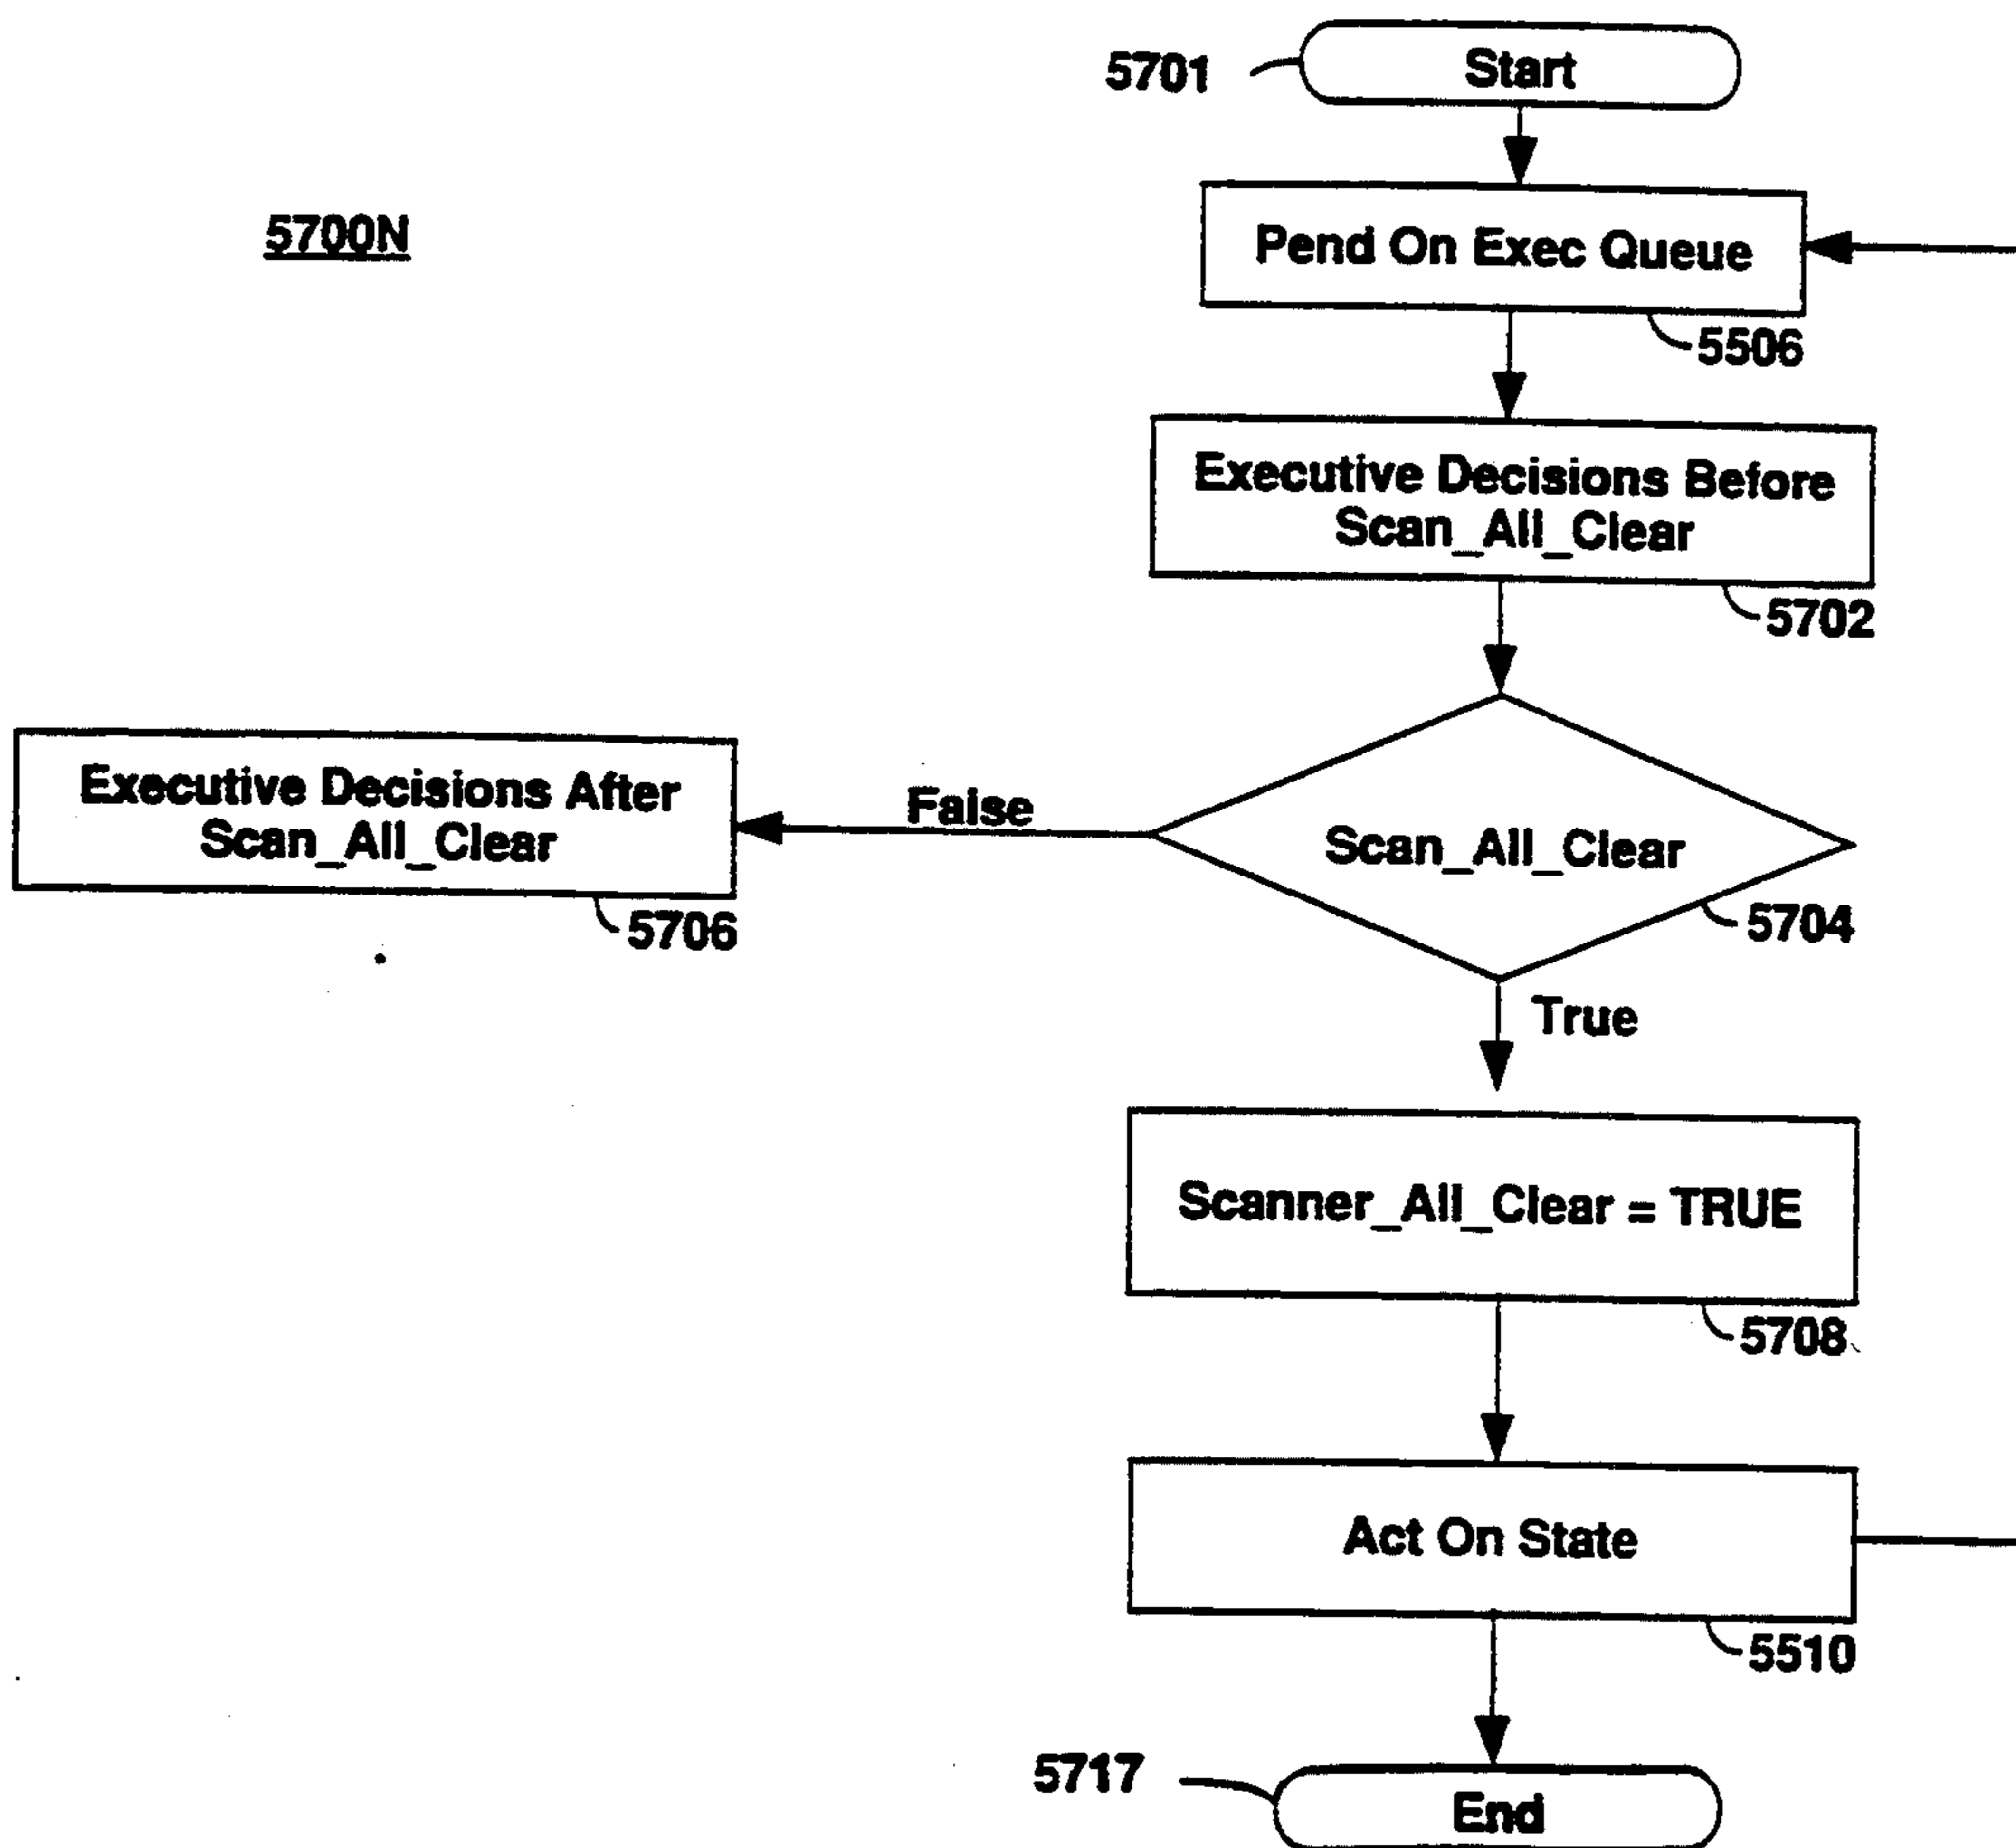 5701
Start
5700N
Pend On Exec Queue
5506
Executive Decisions Before
Scan_All_Clear
5702
Executive Decisions After
Scan_All_Clear
5706
False
Scan_All_Clear
5704
True
Scanner_All_Clear = TRUE
5708
Act On State
5510
5717
End